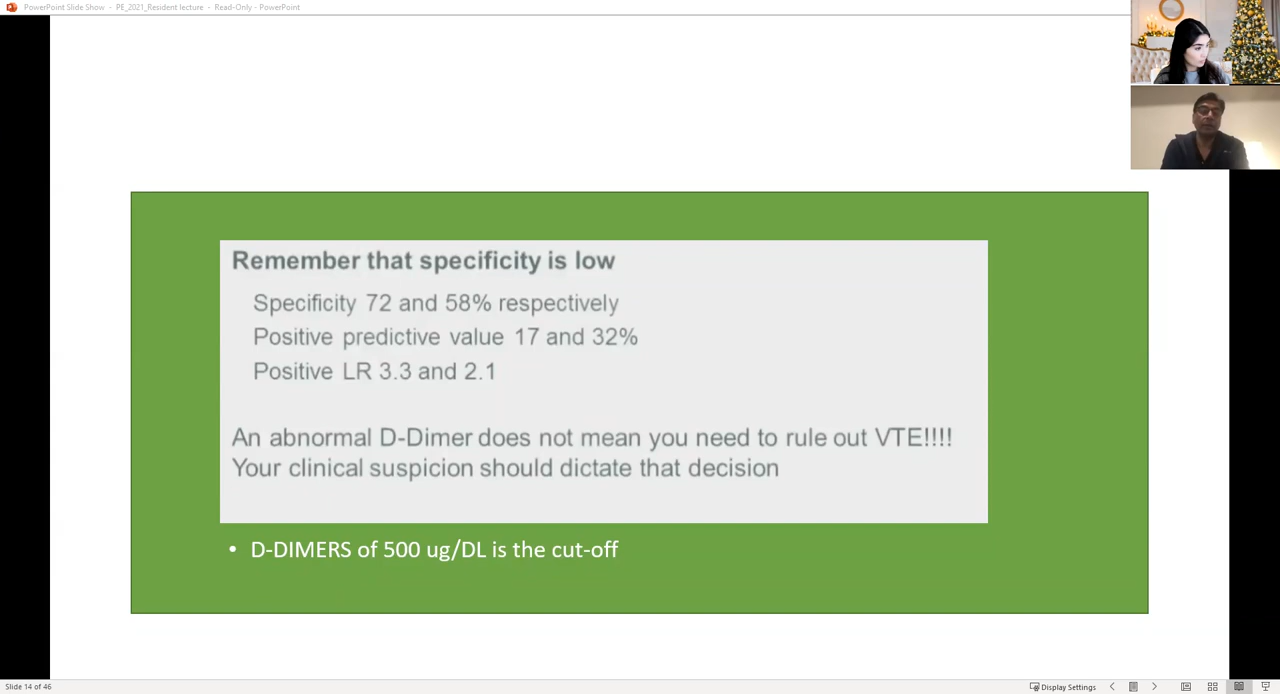 PowerPoint Slide Show - PE_2021_Resident lecture - Read-Only - PowerPoint
Remember that specificity is low
Specificity 72 and 58% respectively
Positive predictive value 17 and 32%
Positive LR 3.3 and 2.1
An abnormal D-Dimer does not mean you need to rule out VTE!!!!
Your clinical suspicion should dictate that decision
• D-DIMERS of 500 ug/DL is the cut-off
Slide 14 of 46
Display Settings